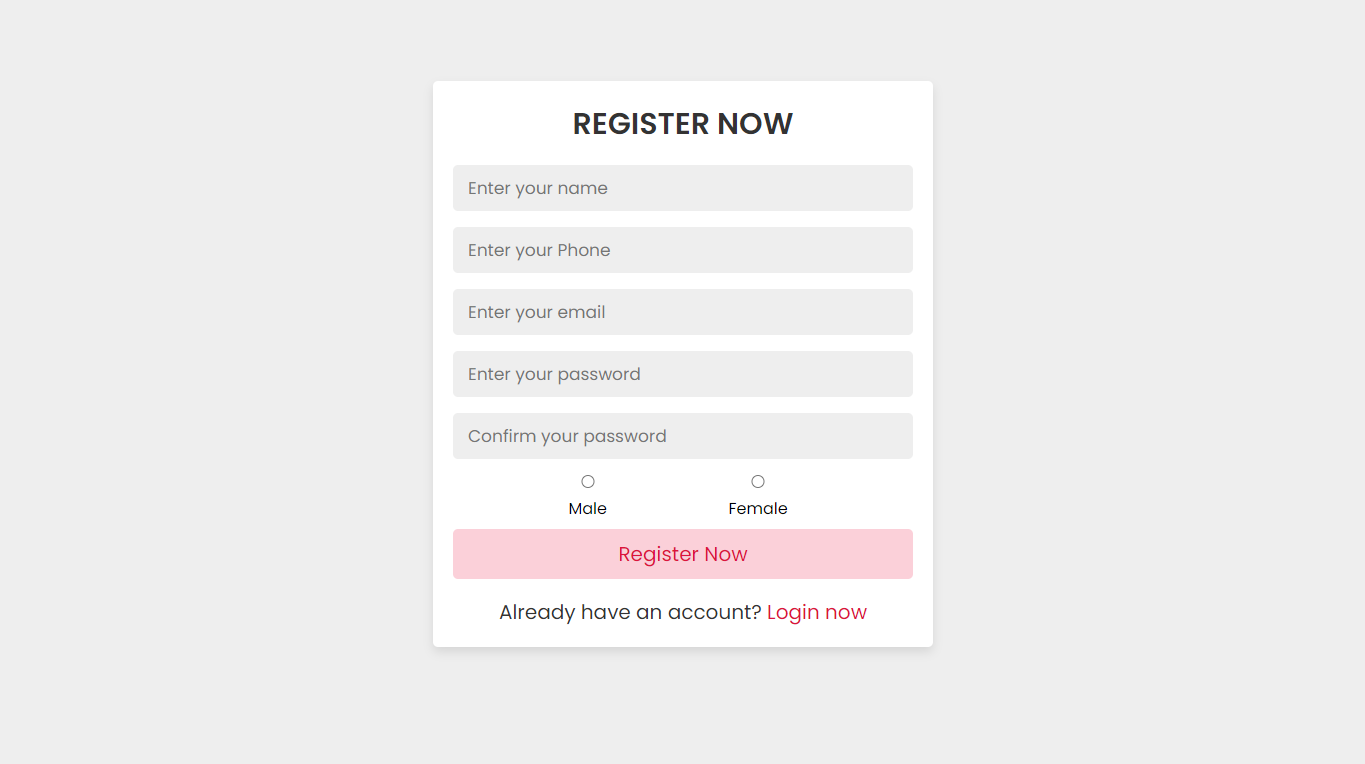 REGISTER NOW
Enter your name
Enter your Phone
Enter your email
Enter your password
Confirm your password
Male Female
Register Now
Already have an account? Login now